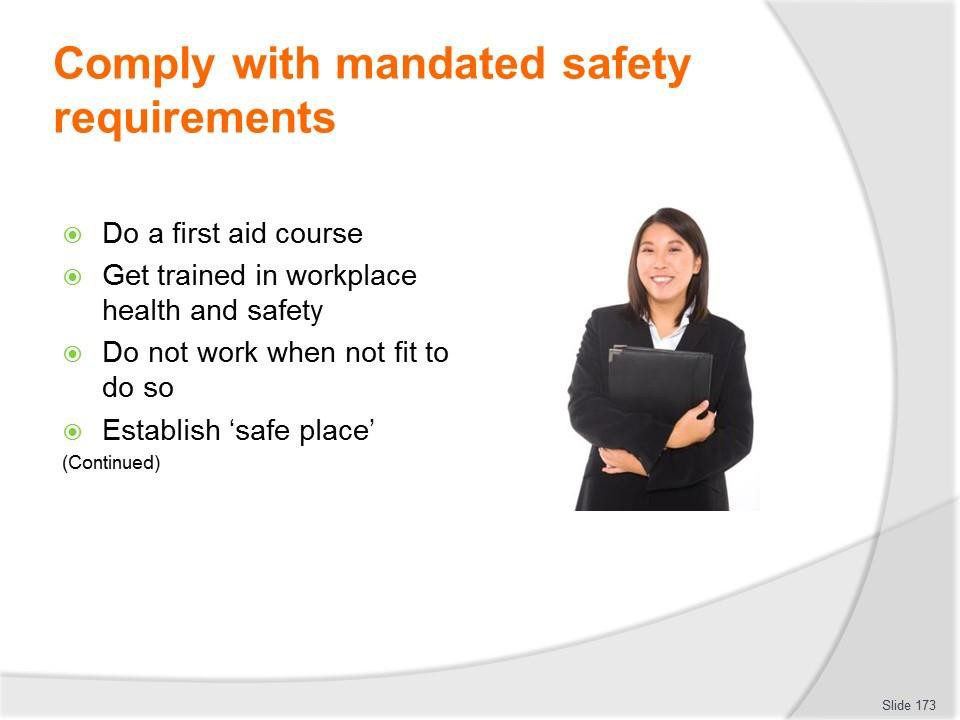 Comply with mandated safety
requirements
Do a first aid course
Get trained in workplace
health and safety
Do not work when not fit to
do so
Establish ‘safe place’
(Continued)
Slide 173